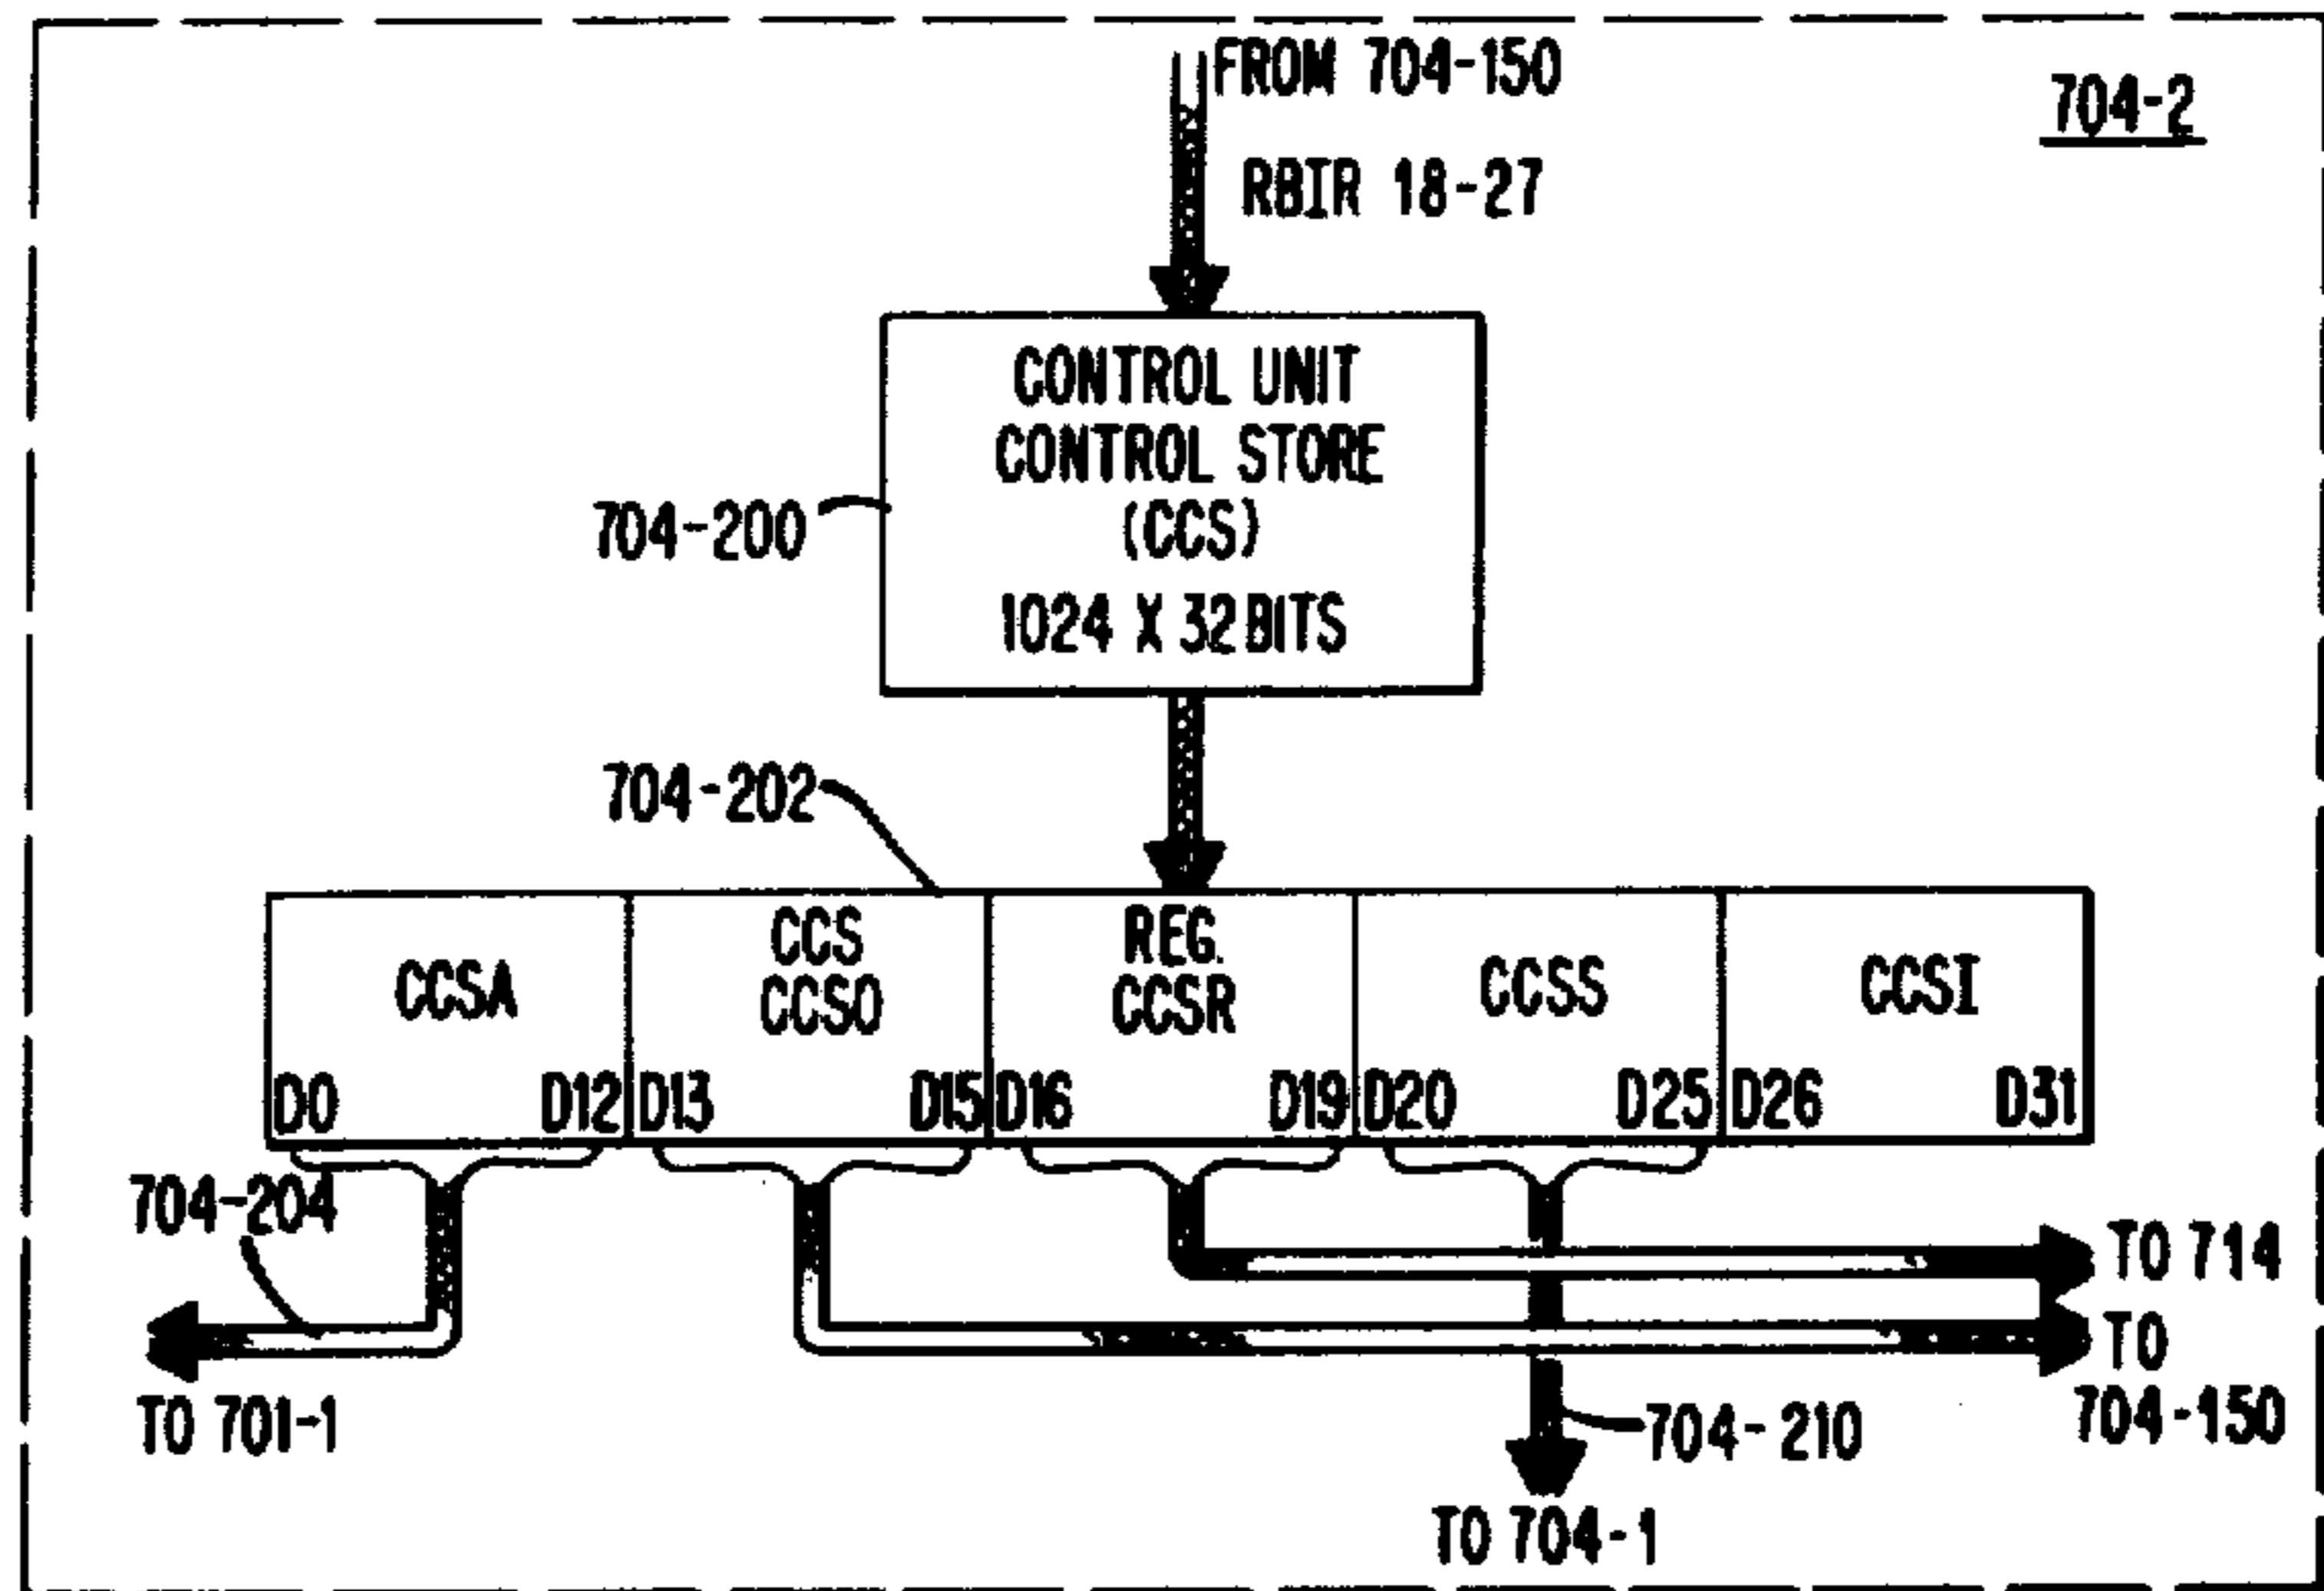 FROM 704-150
704-2
RBIR 18-27
CONTROL UNIT
CONTROL STORE
(CCS)
1024 X 32 BITS
704-200
704-202
CCSA
CCS
CCSO
REG.
CCSR
CCSS
CCSI
D0 D12 D13 D15 D16 D19 D20 D25 D26 D31
704-204
TO 714
TO
704-150
TO 701-1
704-210
TO 704-1